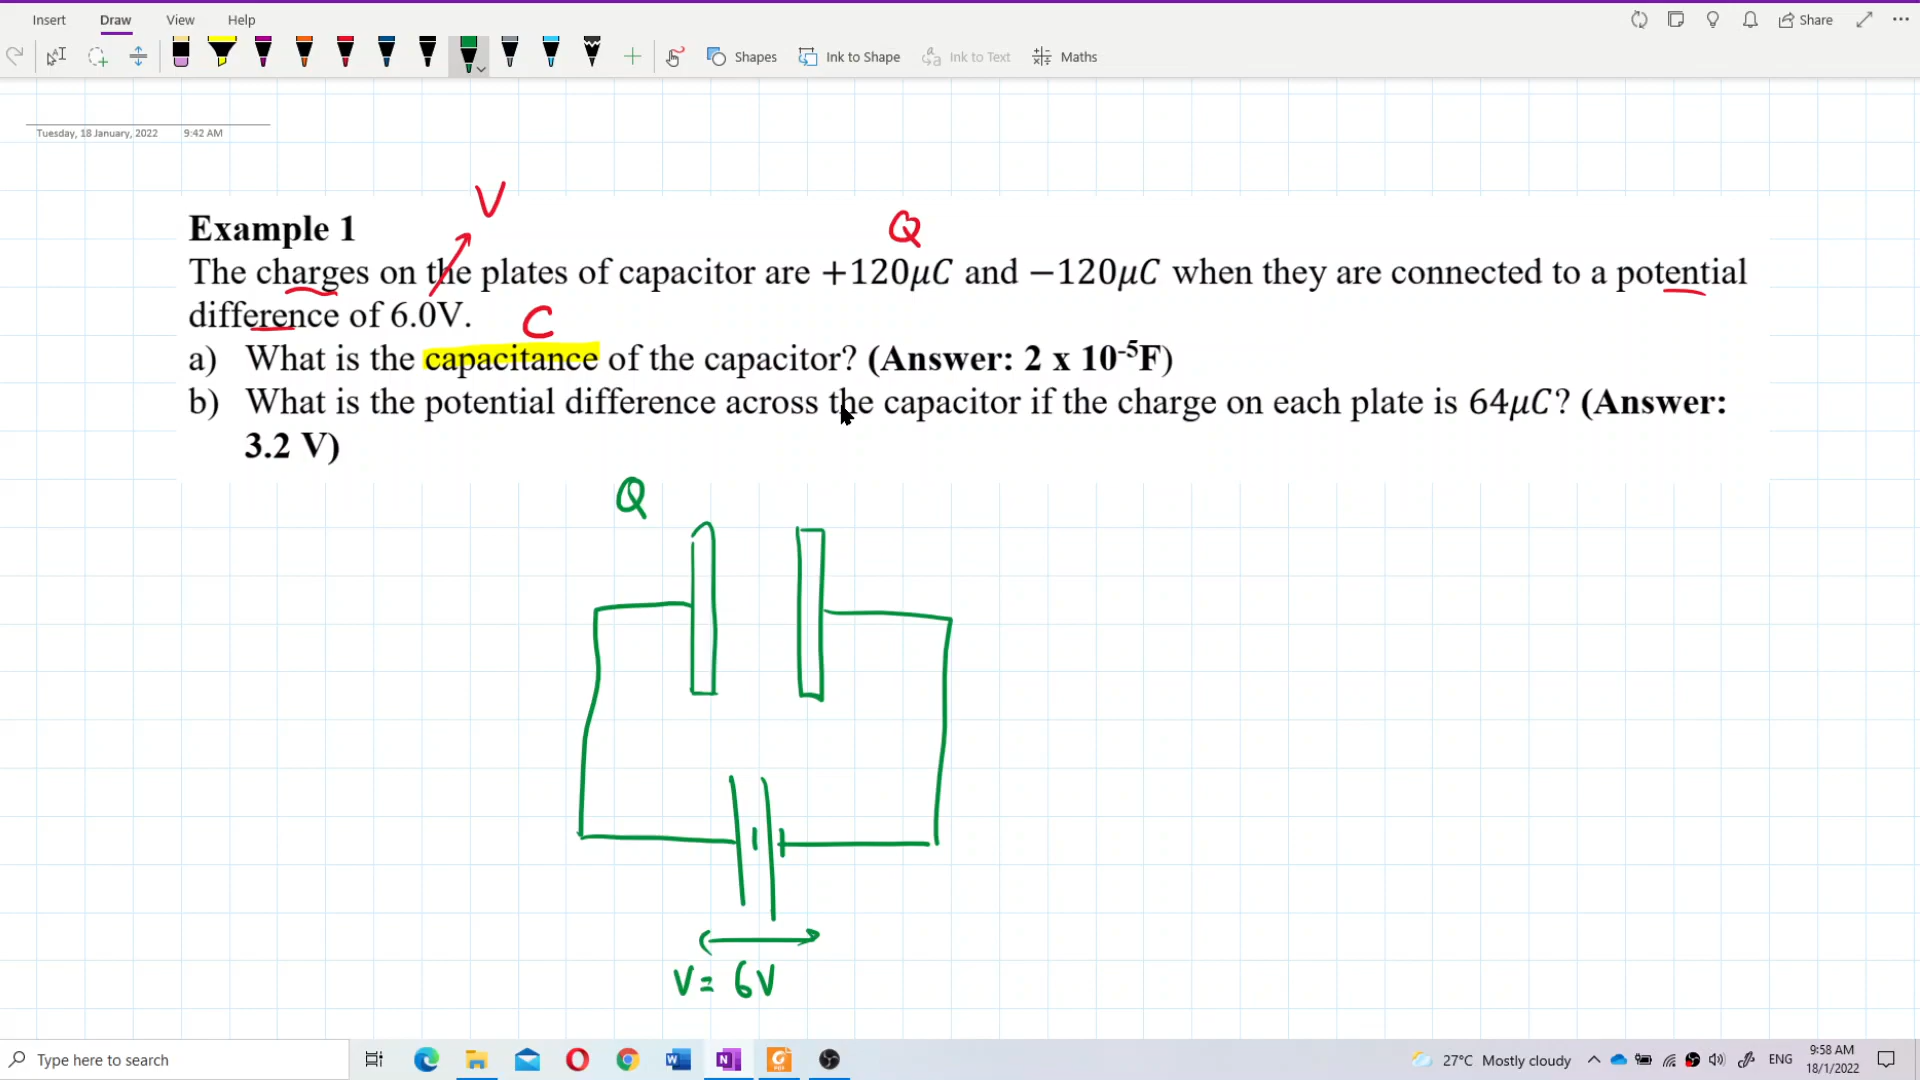 Insert Draw View Help
Share
Shapes Ink to Shape Ink to Text Maths
Tuesday, 18 January, 2022 9:42 AM
V
Q
Example 1
The charges on the plates of capacitor are +120𝜇𝐶 and −120𝜇𝐶 when they are connected to a potential
difference of 6.0V.
C
a) What is the capacitance of the capacitor? (Answer: 2 x 10⁻⁵F)
b) What is the potential difference across the capacitor if the charge on each plate is 64𝜇𝐶? (Answer:
3.2 V)
Q
V = 6V
Type here to search
27°C Mostly cloudy ENG
9:58 AM
18/1/2022